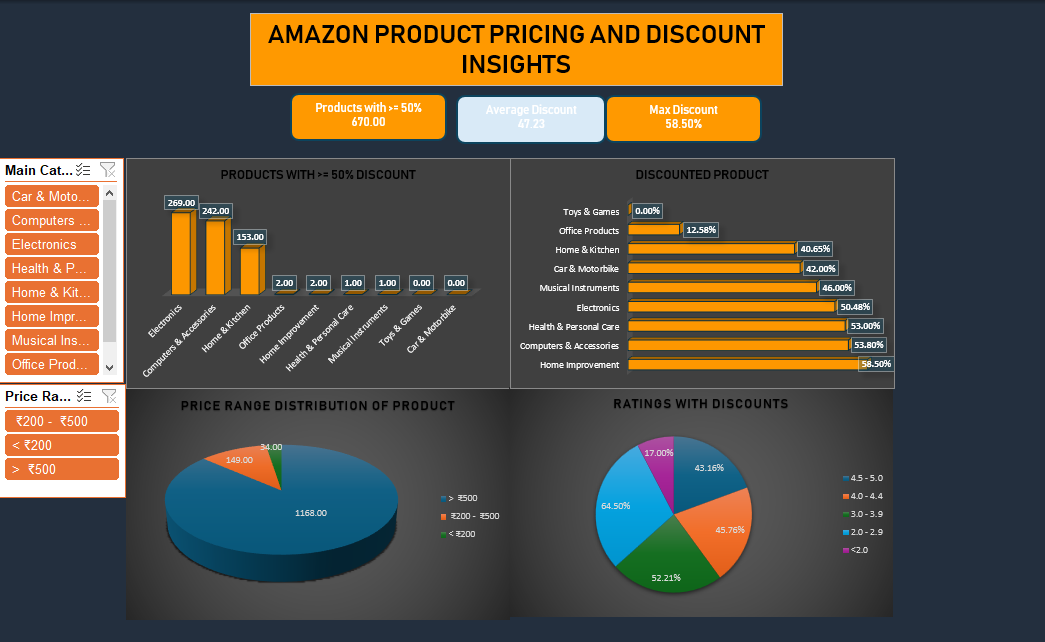 AMAZON PRODUCT PRICING AND DISCOUNT
INSIGHTS
Products with >= 50%
670.00
Average Discount
47.23
Max Discount
58.50%
Main Cat...
Car & Moto...
Computers ...
Electronics
Health & P...
Home & Kit...
Home Impr...
Musical Ins...
Office Prod...
Price Ra...
₹200 - ₹500
< ₹200
> ₹500
PRODUCTS WITH >= 50% DISCOUNT
269.00
242.00
153.00
2.00
2.00
1.00
1.00
0.00
0.00
Electronics
Computers & Accessories
Home & Kitchen
Office Products
Home Improvement
Health & Personal Care
Musical Instruments
Toys & Games
Car & Motorbike
DISCOUNTED PRODUCT
Toys & Games 0.00%
Office Products 12.58%
Home & Kitchen 40.65%
Car & Motorbike 42.00%
Musical Instruments 46.00%
Electronics 50.48%
Health & Personal Care 53.00%
Computers & Accessories 53.80%
Home Improvement 58.50%
PRICE RANGE DISTRIBUTION OF PRODUCT
34.00
149.00
1168.00
> ₹500
₹200 - ₹500
< ₹200
RATINGS WITH DISCOUNTS
17.00%
43.16%
64.50%
45.76%
52.21%
4.5 - 5.0
4.0 - 4.4
3.0 - 3.9
2.0 - 2.9
<2.0